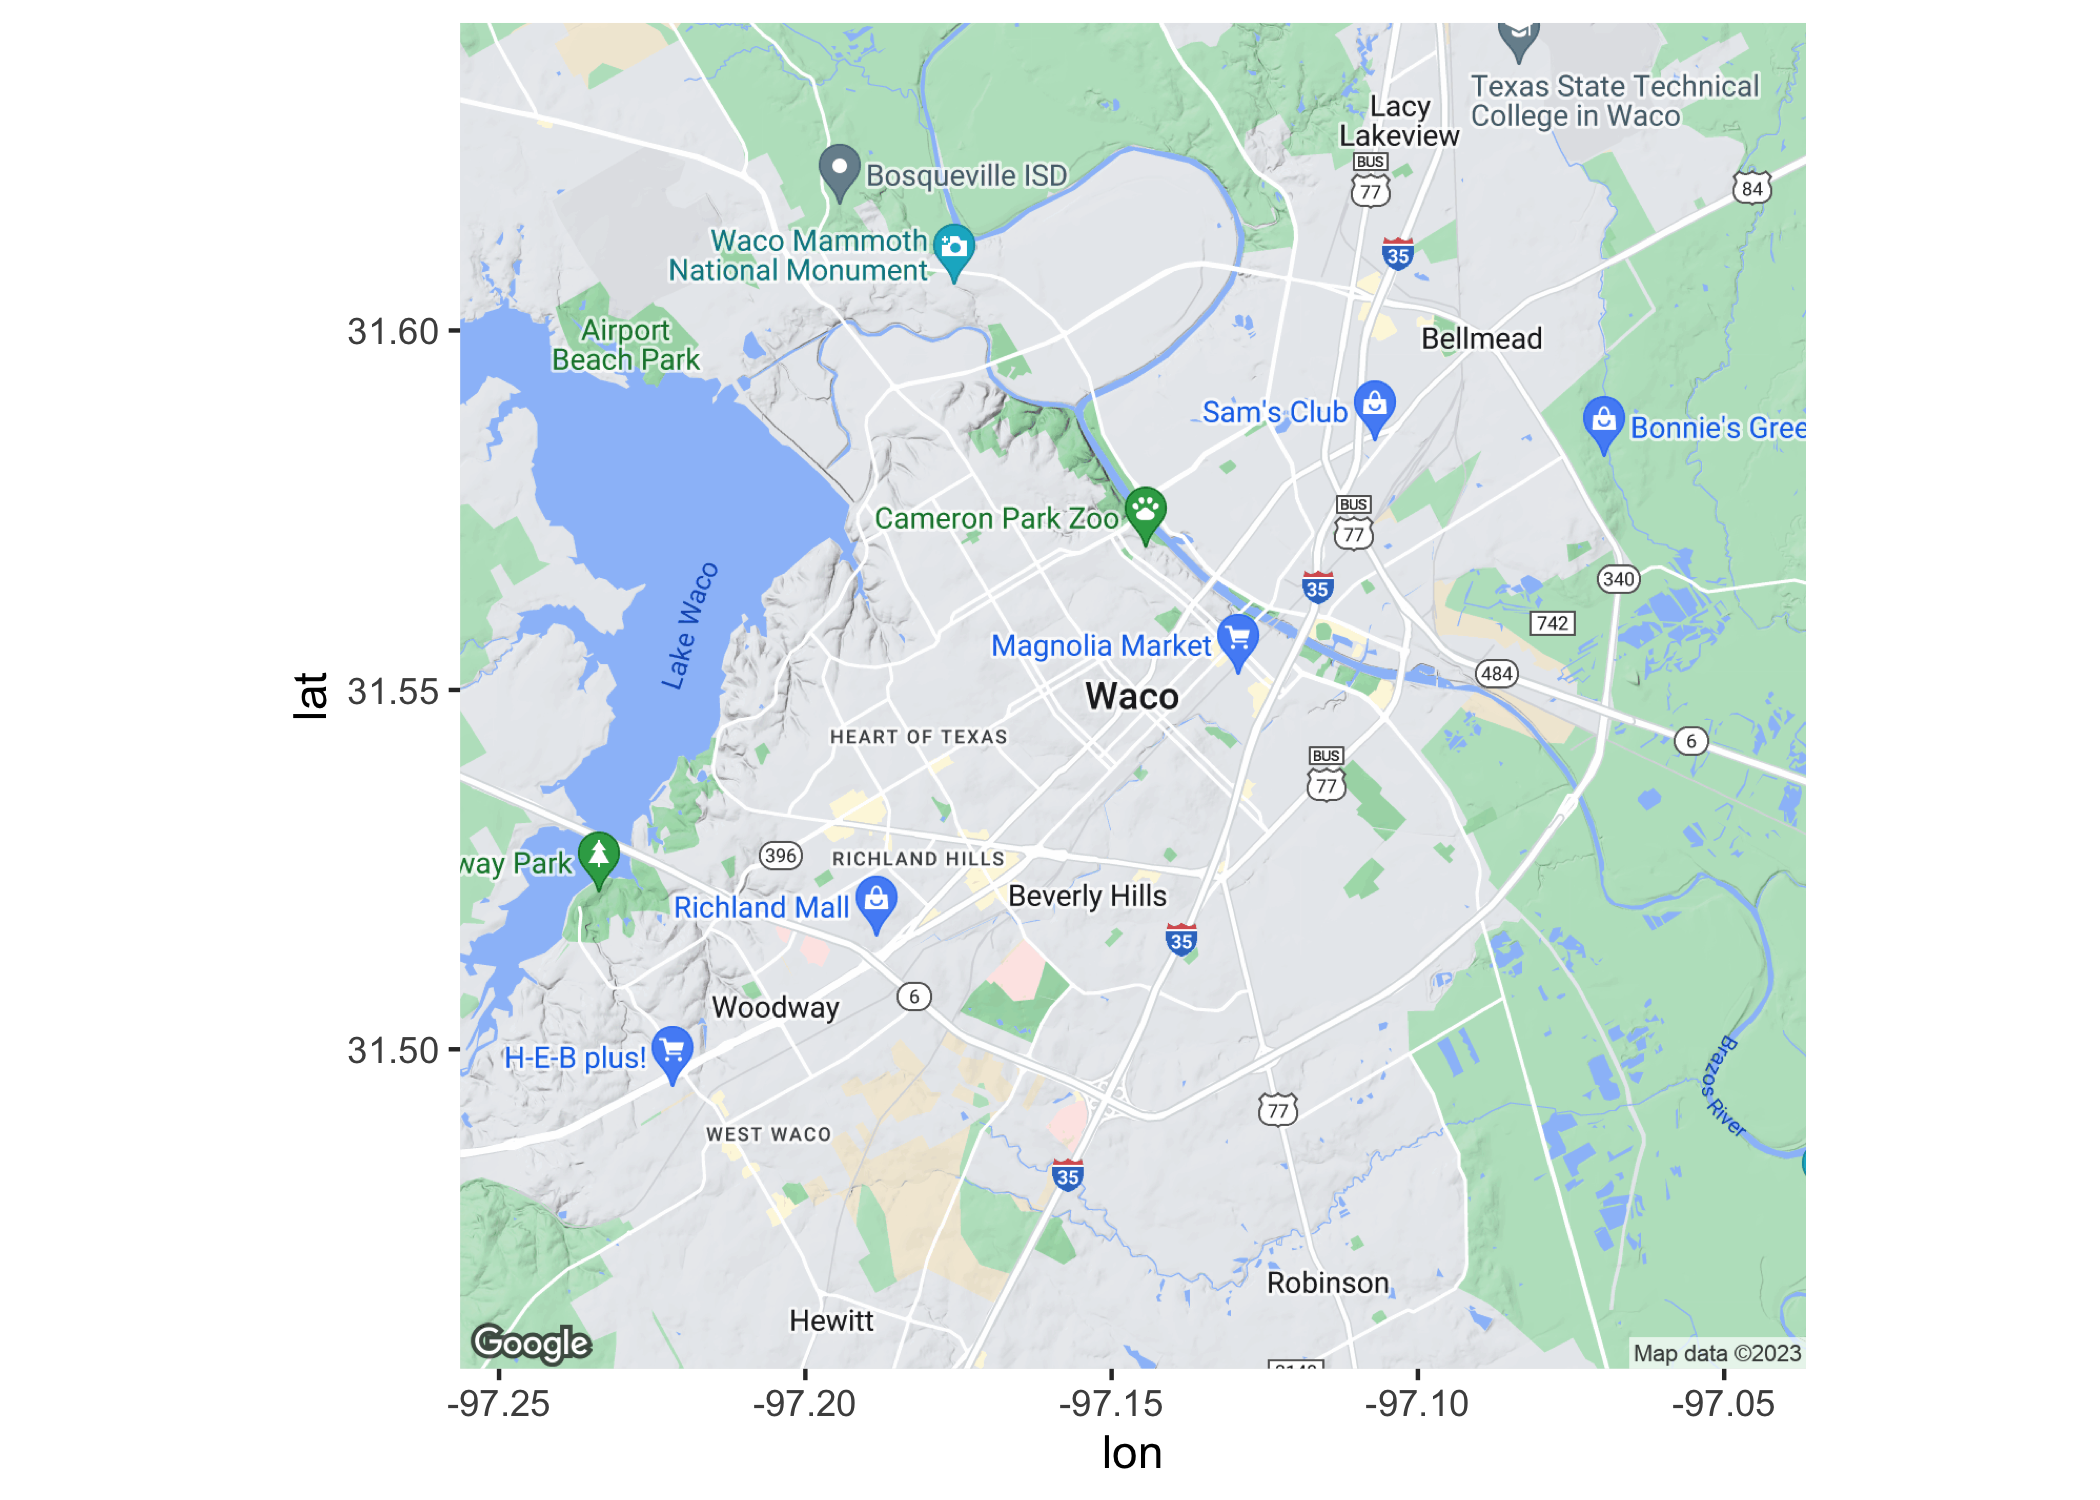 Texas State Technical
College in Waco
Lacy
Lakeview
BUS
77
Bosqueville ISD
84
Waco Mammoth
National Monument
35
31.60
Airport
Beach Park
Bellmead
Sam's Club
Bonnie's Gree
BUS
77
Cameron Park Zoo
340
35
Lake Waco
742
Magnolia Market
484
lat
31.55
Waco
HEART OF TEXAS
6
BUS
77
396
RICHLAND HILLS
way Park
Beverly Hills
Richland Mall
35
6
Woodway
31.50
H-E-B plus!
Brazos River
77
WEST WACO
35
Robinson
Hewitt
Google
Map data ©2023
-97.25
-97.20
-97.15
-97.10
-97.05
lon